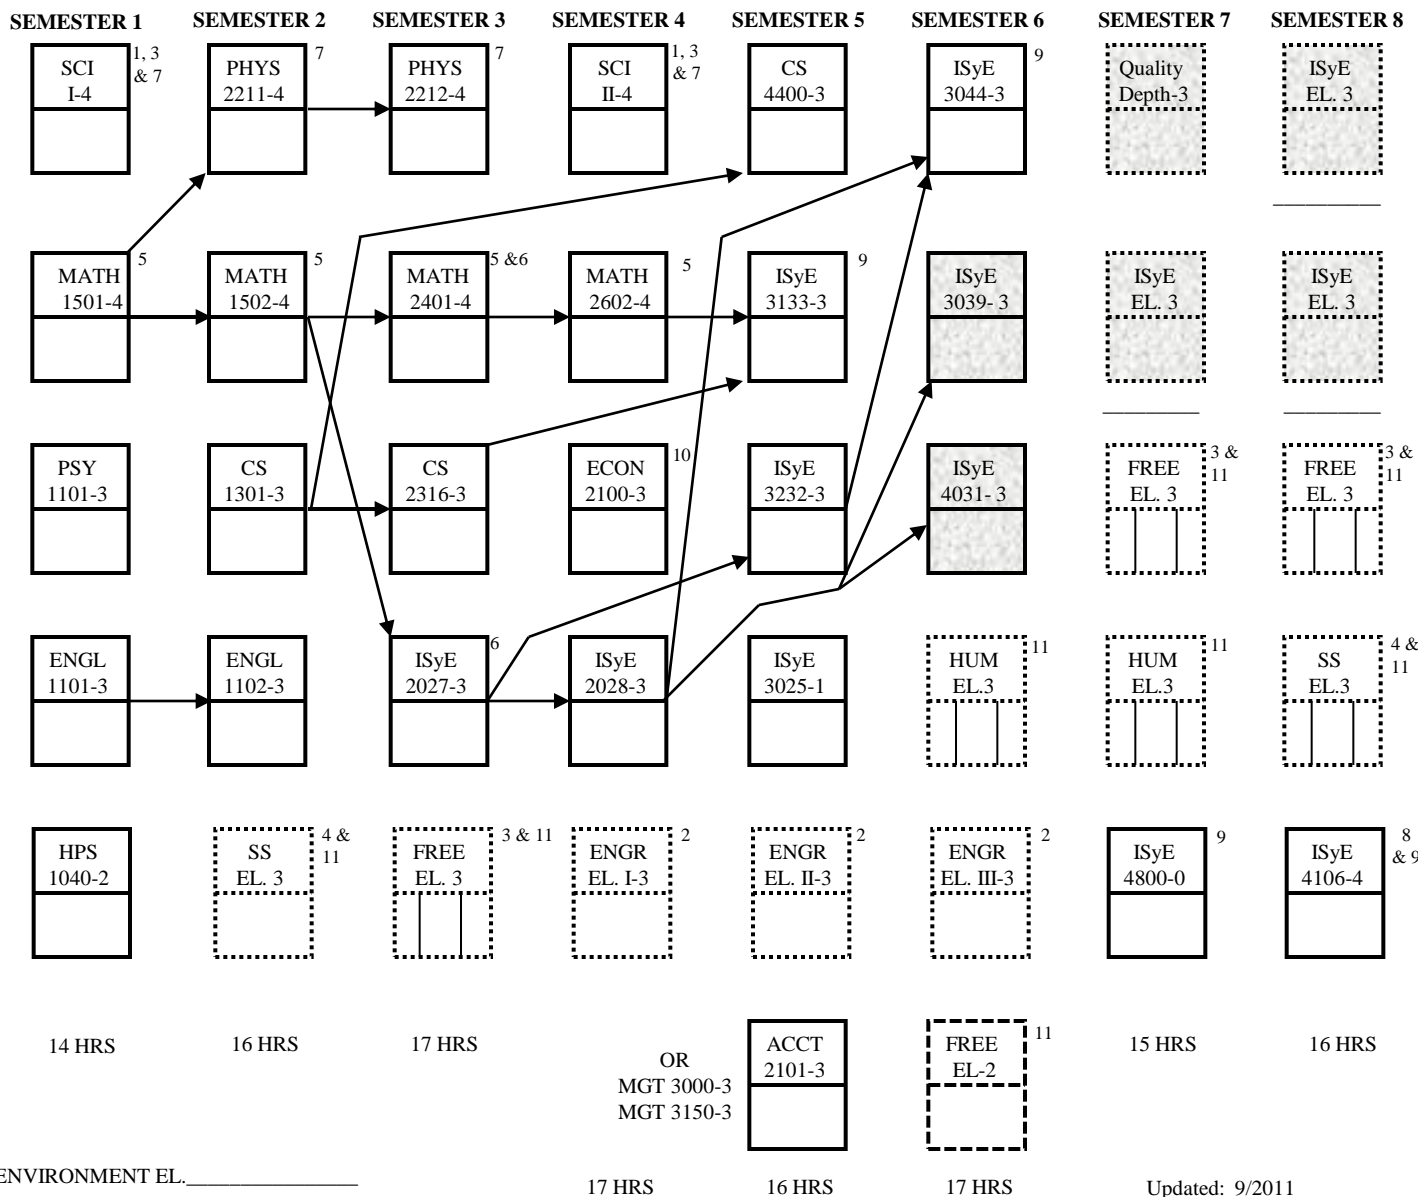 SEMESTER 1 SEMESTER 2 SEMESTER 3 SEMESTER 4 SEMESTER 5 SEMESTER 6 SEMESTER 7 SEMESTER 8
SCI
I-4
1, 3
& 7
PHYS
2211-4
7
PHYS
2212-4
7
SCI
II-4
1, 3
& 7
CS
4400-3
ISyE
3044-3
9
Quality
Depth-3
ISyE
EL. 3
__________
MATH
1501-4
5
MATH
1502-4
5
MATH
2401-4
5 &6
MATH
2602-4
5
ISyE
3133-3
9
ISyE
3039- 3
ISyE
EL. 3
_________
ISyE
EL. 3
_________
PSY
1101-3
CS
1301-3
CS
2316-3
ECON
2100-3
10
ISyE
3232-3
ISyE
4031- 3
FREE
EL. 3
3 &
11
FREE
EL. 3
3 &
11
ENGL
1101-3
ENGL
1102-3
ISyE
2027-3
6
ISyE
2028-3
ISyE
3025-1
HUM
EL.3
11
HUM
EL.3
11
SS
EL.3
4 &
11
HPS
1040-2
SS
EL. 3
4 &
11
FREE
EL. 3
3 & 11
ENGR
EL. I-3
2
ENGR
EL. II-3
2
ENGR
EL. III-3
2
ISyE
4800-0
9
ISyE
4106-4
8
& 9
14 HRS 16 HRS 17 HRS
OR
MGT 3000-3
MGT 3150-3
ACCT
2101-3
FREE
EL-2
11
15 HRS 16 HRS
ENVIRONMENT EL.________________
17 HRS 16 HRS 17 HRS
Updated: 9/2011